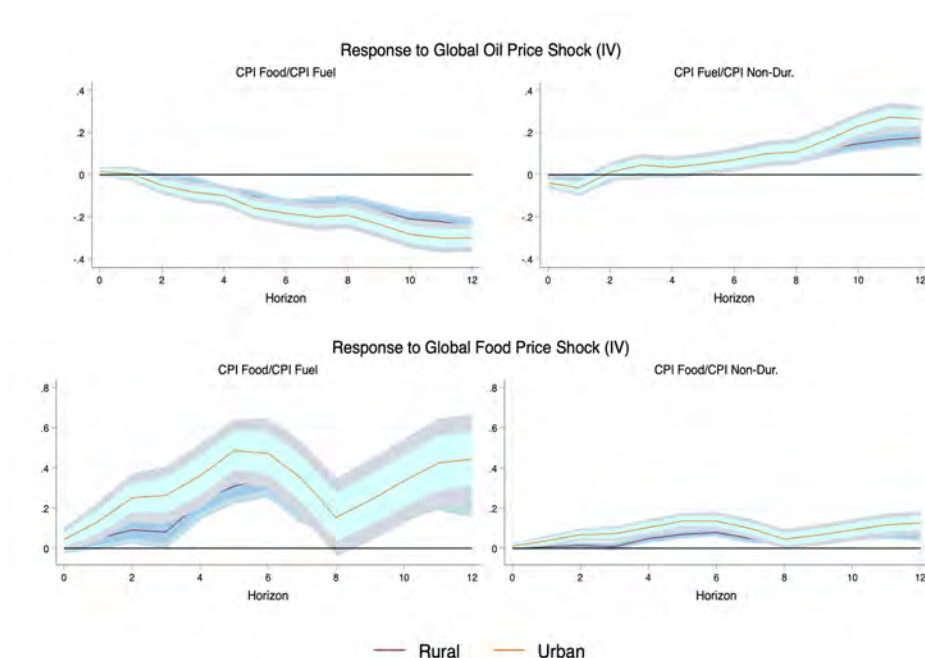 Response to Global Oil Price Shock (IV)
CPI Food/CPI Fuel
CPI Fuel/CPI Non-Dur.
.4
.2
0
-.2
-.4
0 2 4 6 8 10 12
Horizon
.4
.2
0
-.2
-.4
0 2 4 6 8 10 12
Horizon
Response to Global Food Price Shock (IV)
CPI Food/CPI Fuel
CPI Food/CPI Non-Dur.
.8
.6
.4
.2
0
0 2 4 6 8 10 12
Horizon
.8
.6
.4
.2
0
0 2 4 6 8 10 12
Horizon
Rural Urban